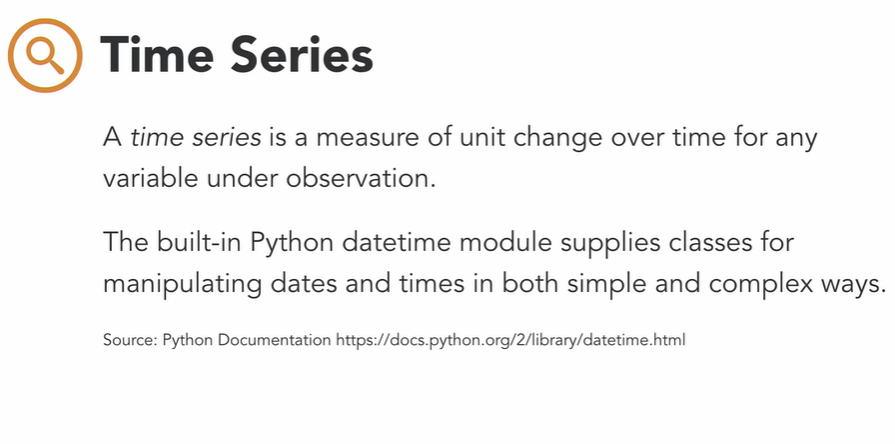 Time Series
A time series is a measure of unit change over time for any
variable under observation.
The built-in Python datetime module supplies classes for
manipulating dates and times in both simple and complex ways.
Source: Python Documentation https://docs.python.org/2/library/datetime.html